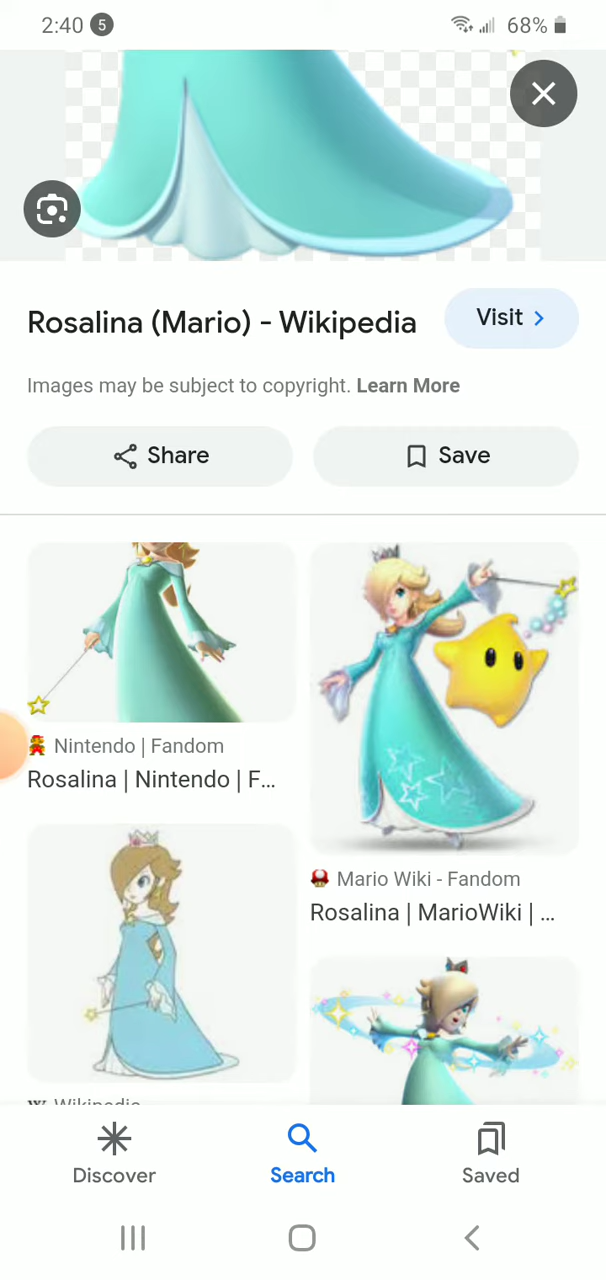 2:40 5 68%
Rosalina (Mario) - Wikipedia
Visit
Images may be subject to copyright. Learn More
Share
Save
Nintendo | Fandom
Rosalina | Nintendo | F...
Mario Wiki - Fandom
Rosalina | MarioWiki | ...
W Wikipedia
Discover
Search
Saved